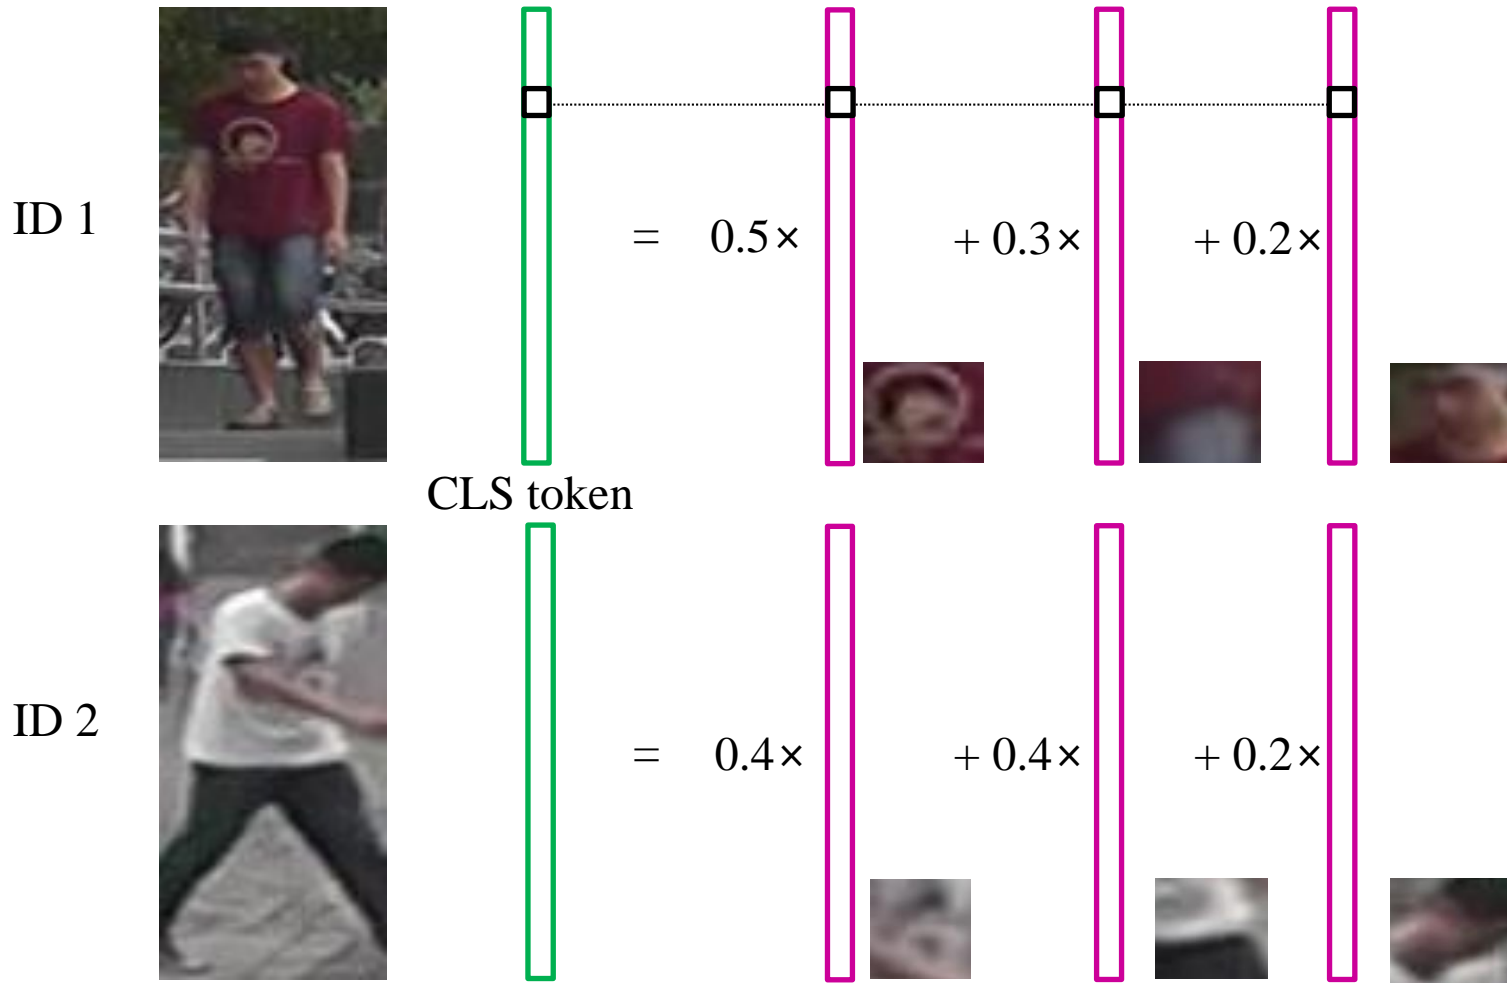 ID 1
= 0.5× + 0.3× + 0.2×
CLS token
ID 2
= 0.4× + 0.4× + 0.2×